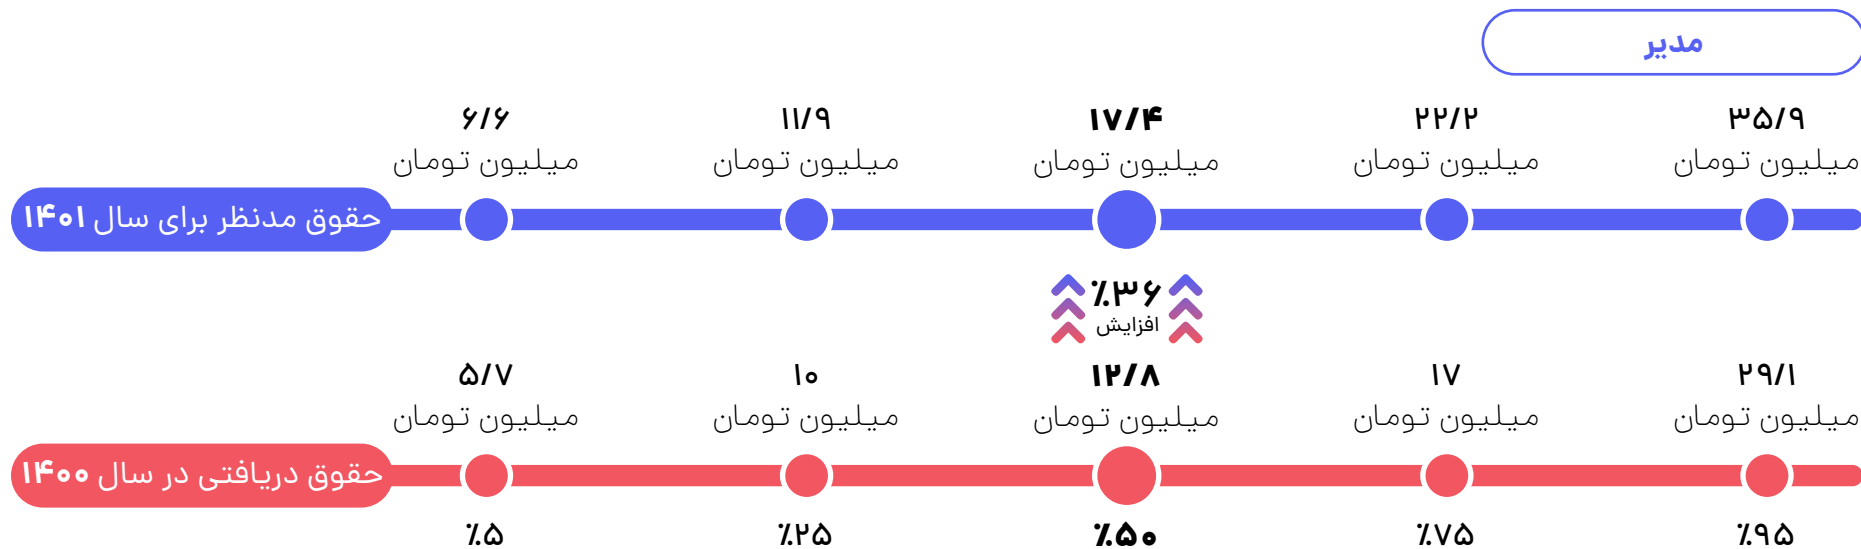 مدیر
۳۵/۹ ۲۲/۲ ۱۷/۴ ۱۱/۹ ۶/۶
میلیون تومان میلیون تومان میلیون تومان میلیون تومان میلیون تومان
حقوق مدنظر برای سال ۱۴۰۱
٪۳۶
افزایش
۲۹/۱ ۱۷ ۱۲/۸ ۱۰ ۵/۷
میلیون تومان میلیون تومان میلیون تومان میلیون تومان میلیون تومان
حقوق دریافتی در سال ۱۴۰۰
٪۹۵ ٪۷۵ ٪۵۰ ٪۲۵ ٪۵